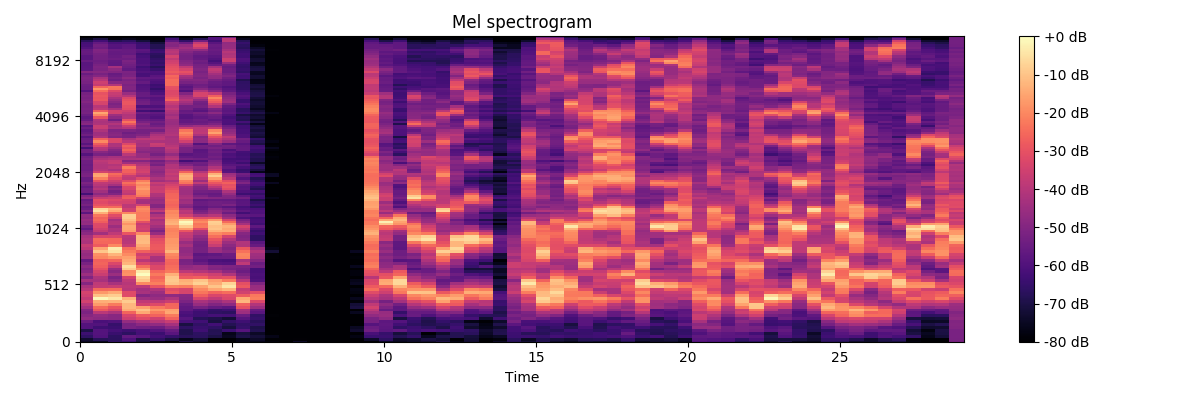 Mel spectrogram
Hz
8192
4096
2048
1024
512
0
0 5 10 15 20 25
Time
+0 dB
-10 dB
-20 dB
-30 dB
-40 dB
-50 dB
-60 dB
-70 dB
-80 dB